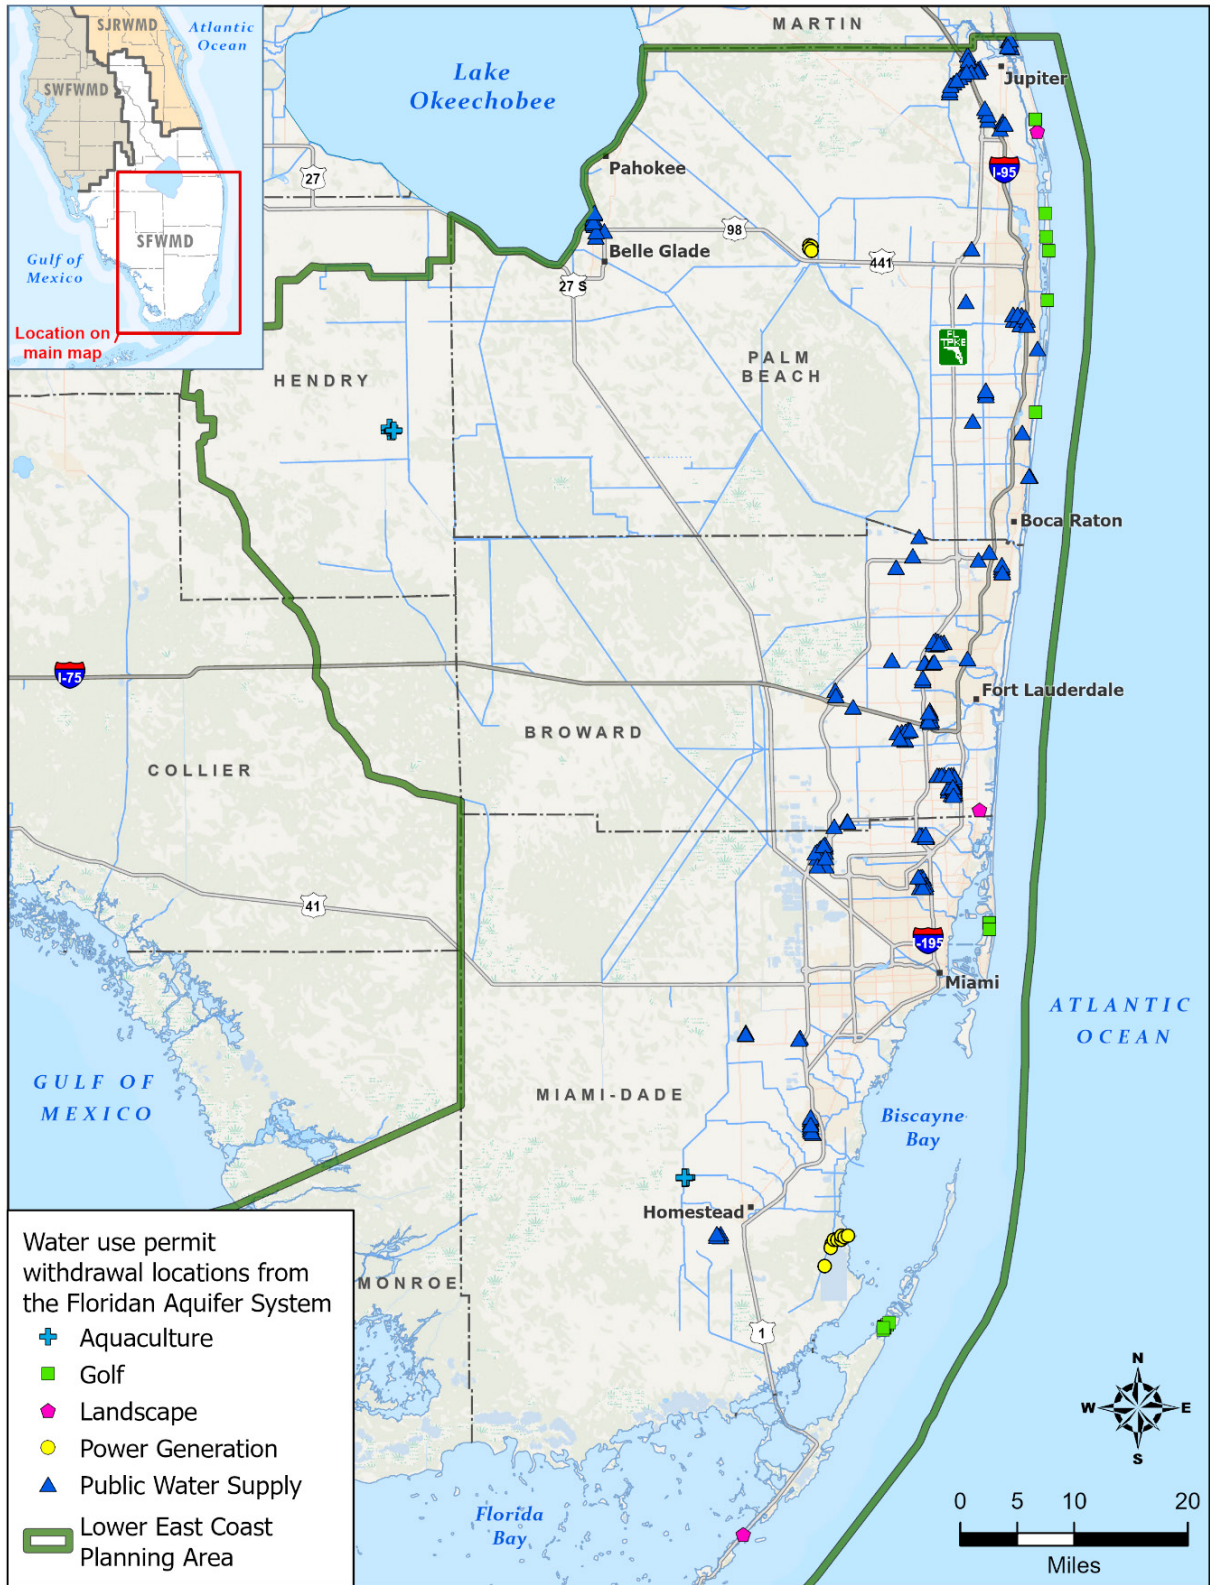 SJRWMD
Atlantic
Ocean
SWFWMD
SFWMD
Gulf of
Mexico
Location on
main map
MARTIN
Lake
Okeechobee
Jupiter
27
Pahokee
I-95
98
Belle Glade
441
27 S
FL
TPKE
PALM
BEACH
HENDRY
Boca Raton
I-75
Fort Lauderdale
BROWARD
COLLIER
41
I-195
Miami
ATLANTIC
OCEAN
GULF OF
MEXICO
MIAMI-DADE
Biscayne
Bay
Homestead
MONROE
1
Florida
Bay
Water use permit
withdrawal locations from
the Floridan Aquifer System
Aquaculture
Golf
Landscape
Power Generation
Public Water Supply
Lower East Coast
Planning Area
N
W
E
S
0 5 10 20
Miles